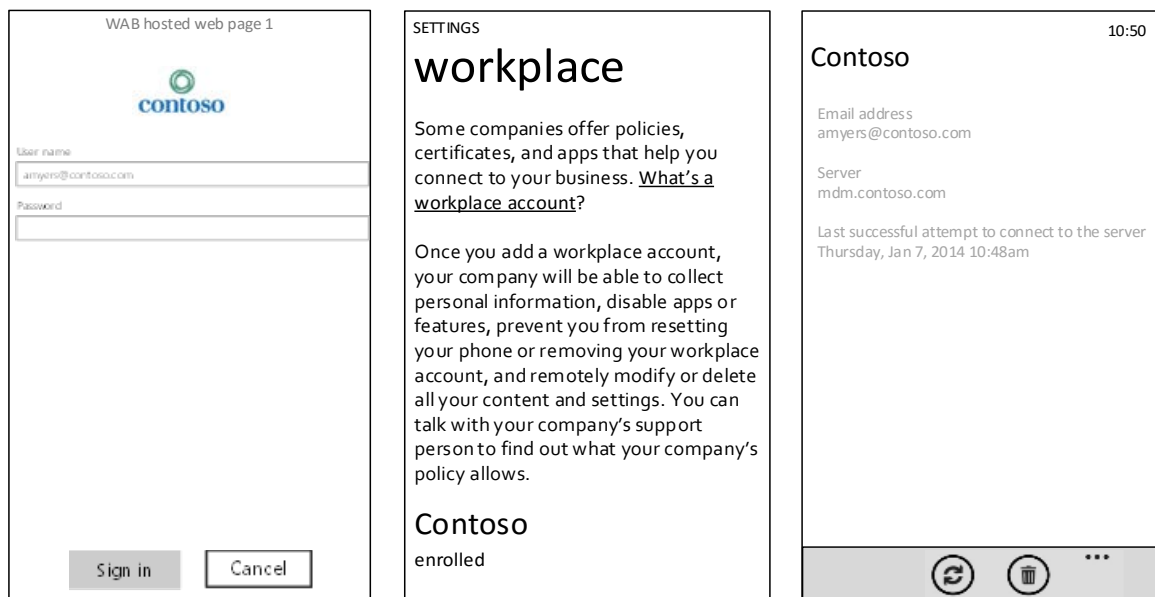 WAB hosted web page 1
contoso
User name
amyers@contoso.com
Password
Sign in
Cancel
SETTINGS
workplace
Some companies offer policies,
certificates, and apps that help you
connect to your business. What's a
workplace account?
Once you add a workplace account,
your company will be able to collect
personal information, disable apps or
features, prevent you from resetting
your phone or removing your workplace
account, and remotely modify or delete
all your content and settings. You can
talk with your company's support
person to find out what your company's
policy allows.
Contoso
enrolled
10:50
Contoso
Email address
amyers@contoso.com
Server
mdm.contoso.com
Last successful attempt to connect to the server
Thursday, Jan 7, 2014 10:48am